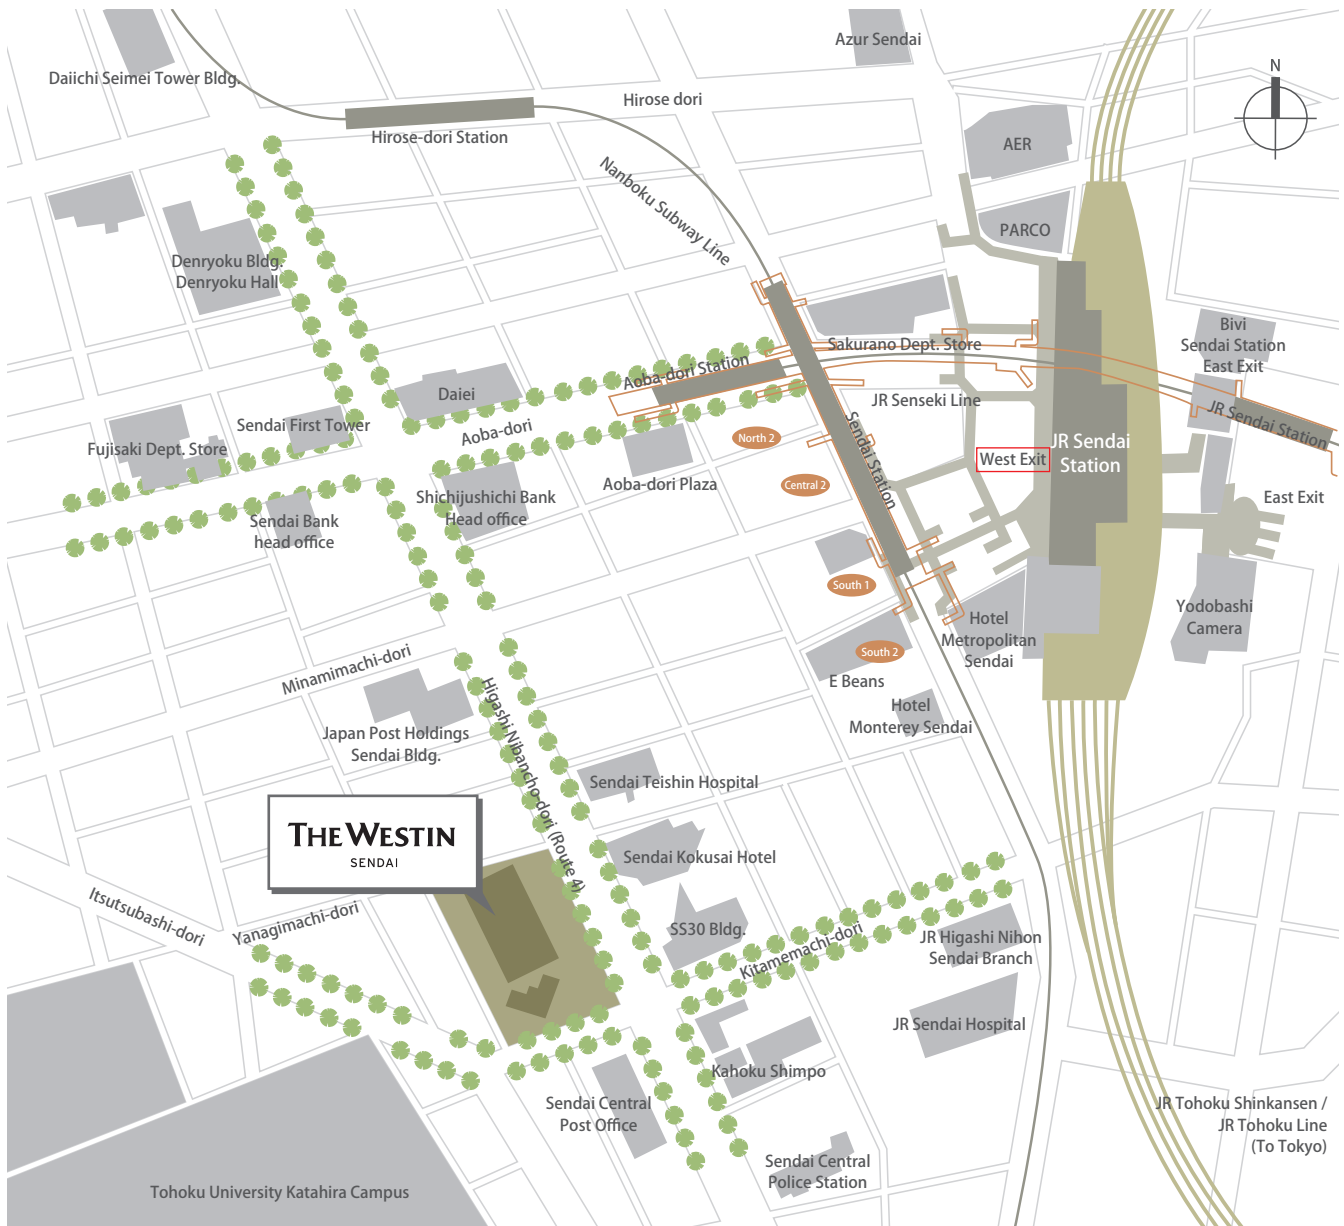 Azur Sendai
Daiichi Seimei Tower Bldg.
Hirose dori
N
Hirose-dori Station
AER
Nanboku Subway Line
PARCO
Denryoku Bldg.
Denryoku Hall
Bivi
Sendai Station
East Exit
Sakurano Dept. Store
Aoba-dori Station
Daiei
JR Senseki Line
JR Sendai Station
Sendai First Tower
Aoba-dori
North 2
Sendai Station
JR Sendai
Station
Fujisaki Dept. Store
West Exit
Aoba-dori Plaza
Central 2
Shichijushichi Bank
Head office
East Exit
Sendai Bank
head office
South 1
Yodobashi
Camera
Hotel
Metropolitan
Sendai
South 2
Minamimachi-dori
E Beans
Higashi Nibancho-dori (Route 4)
Hotel
Monterey Sendai
Japan Post Holdings
Sendai Bldg.
Sendai Teishin Hospital
THE WESTIN
SENDAI
Sendai Kokusai Hotel
Itsutsubashi-dori
Yanagimachi-dori
SS30 Bldg.
Kitamemachi-dori
JR Higashi Nihon
Sendai Branch
JR Sendai Hospital
Kahoku Shimpo
Sendai Central
Post Office
JR Tohoku Shinkansen /
JR Tohoku Line
(To Tokyo)
Sendai Central
Police Station
Tohoku University Katahira Campus